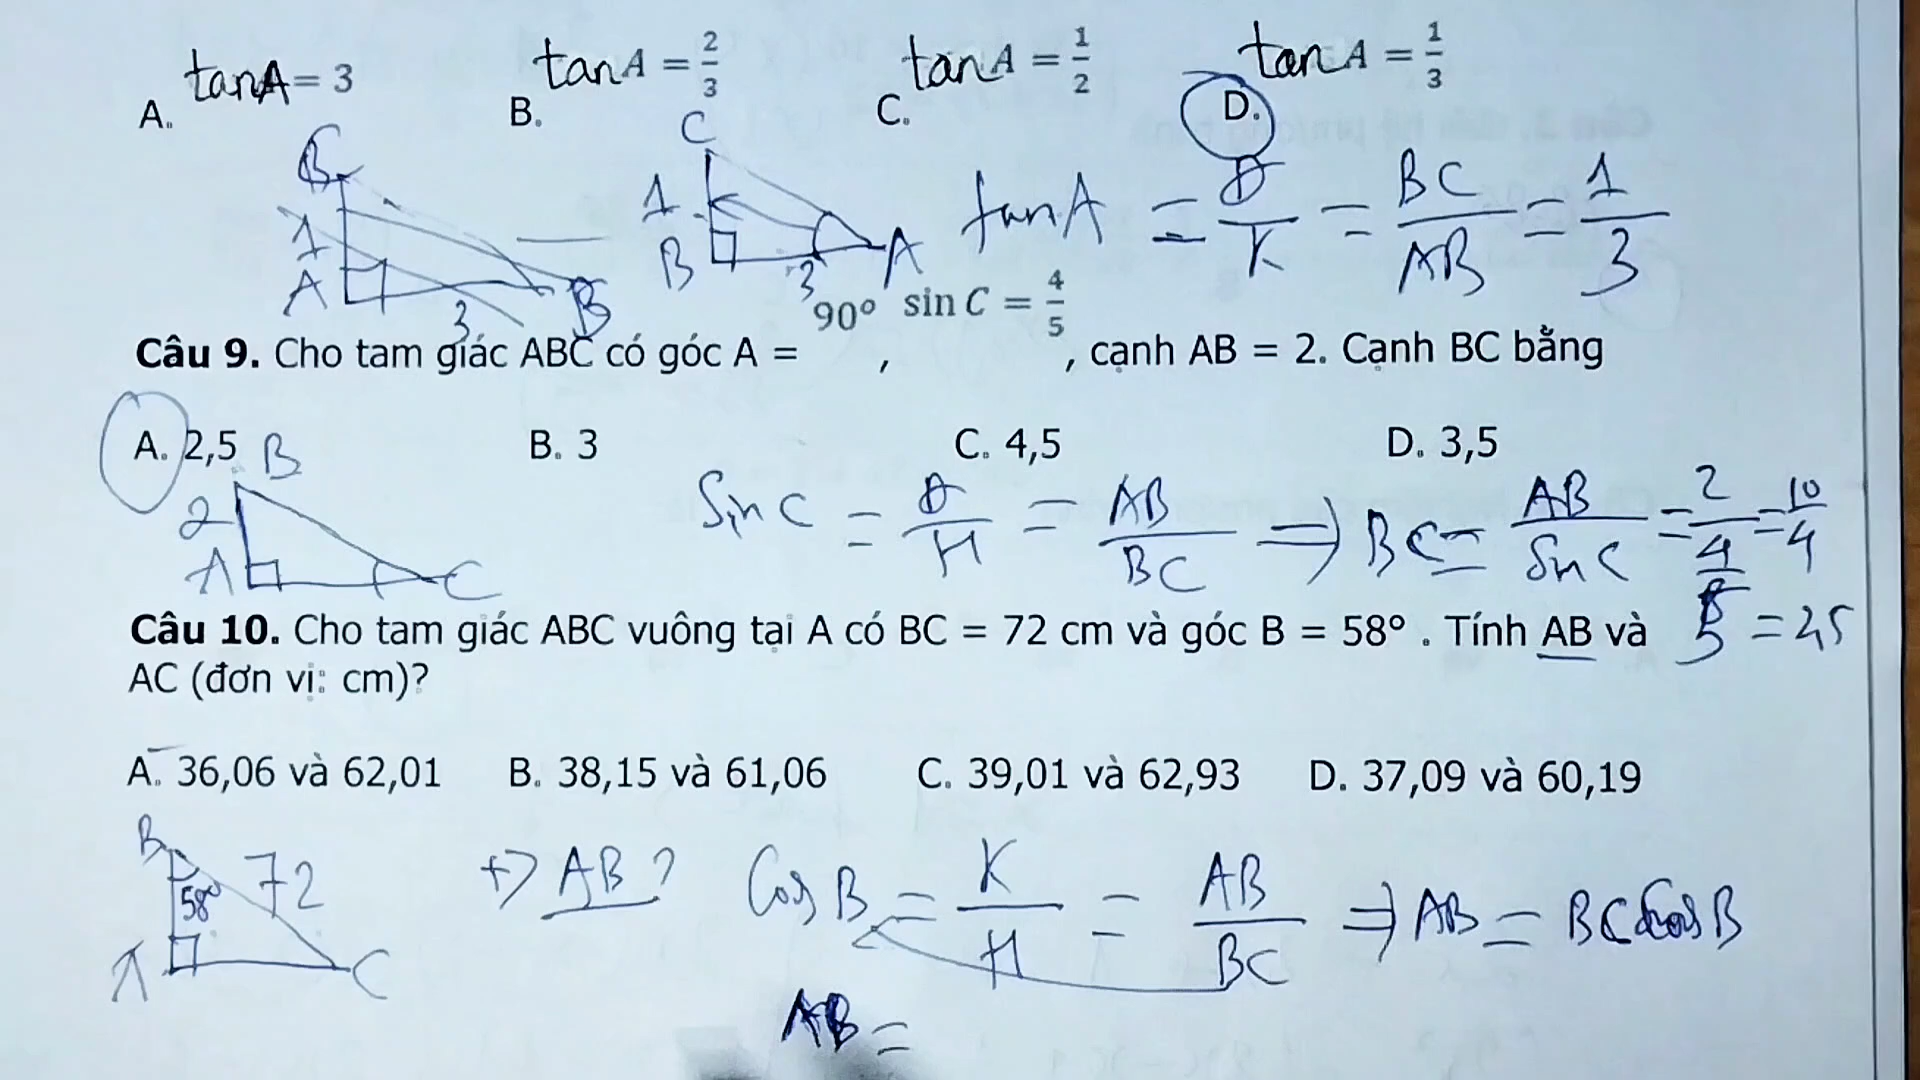 A. tanA = 3 B. tanA = 2/3 C. tanA = 1/2 D. tanA = 1/3
B 1 A 3 B
C 1 B 3 A
tanA = Đ/K = BC/AB = 1/3
Câu 9. Cho tam giác ABC có góc A = 90°, sin C = 4/5, cạnh AB = 2. Cạnh BC bằng
A. 2,5 B. 3 C. 4,5 D. 3,5
B 2 A C
Sin C = Đ/H = AB/BC => BC = AB/Sin C = 2/(4/5) = 10/4
= 2,5
Câu 10. Cho tam giác ABC vuông tại A có BC = 72 cm và góc B = 58° . Tính AB và
AC (đơn vị: cm)?
A. 36,06 và 62,01 B. 38,15 và 61,06 C. 39,01 và 62,93 D. 37,09 và 60,19
B 58° 72 A C
+> AB ? Cos B = K/H = AB/BC => AB = BC Cos B
AB =